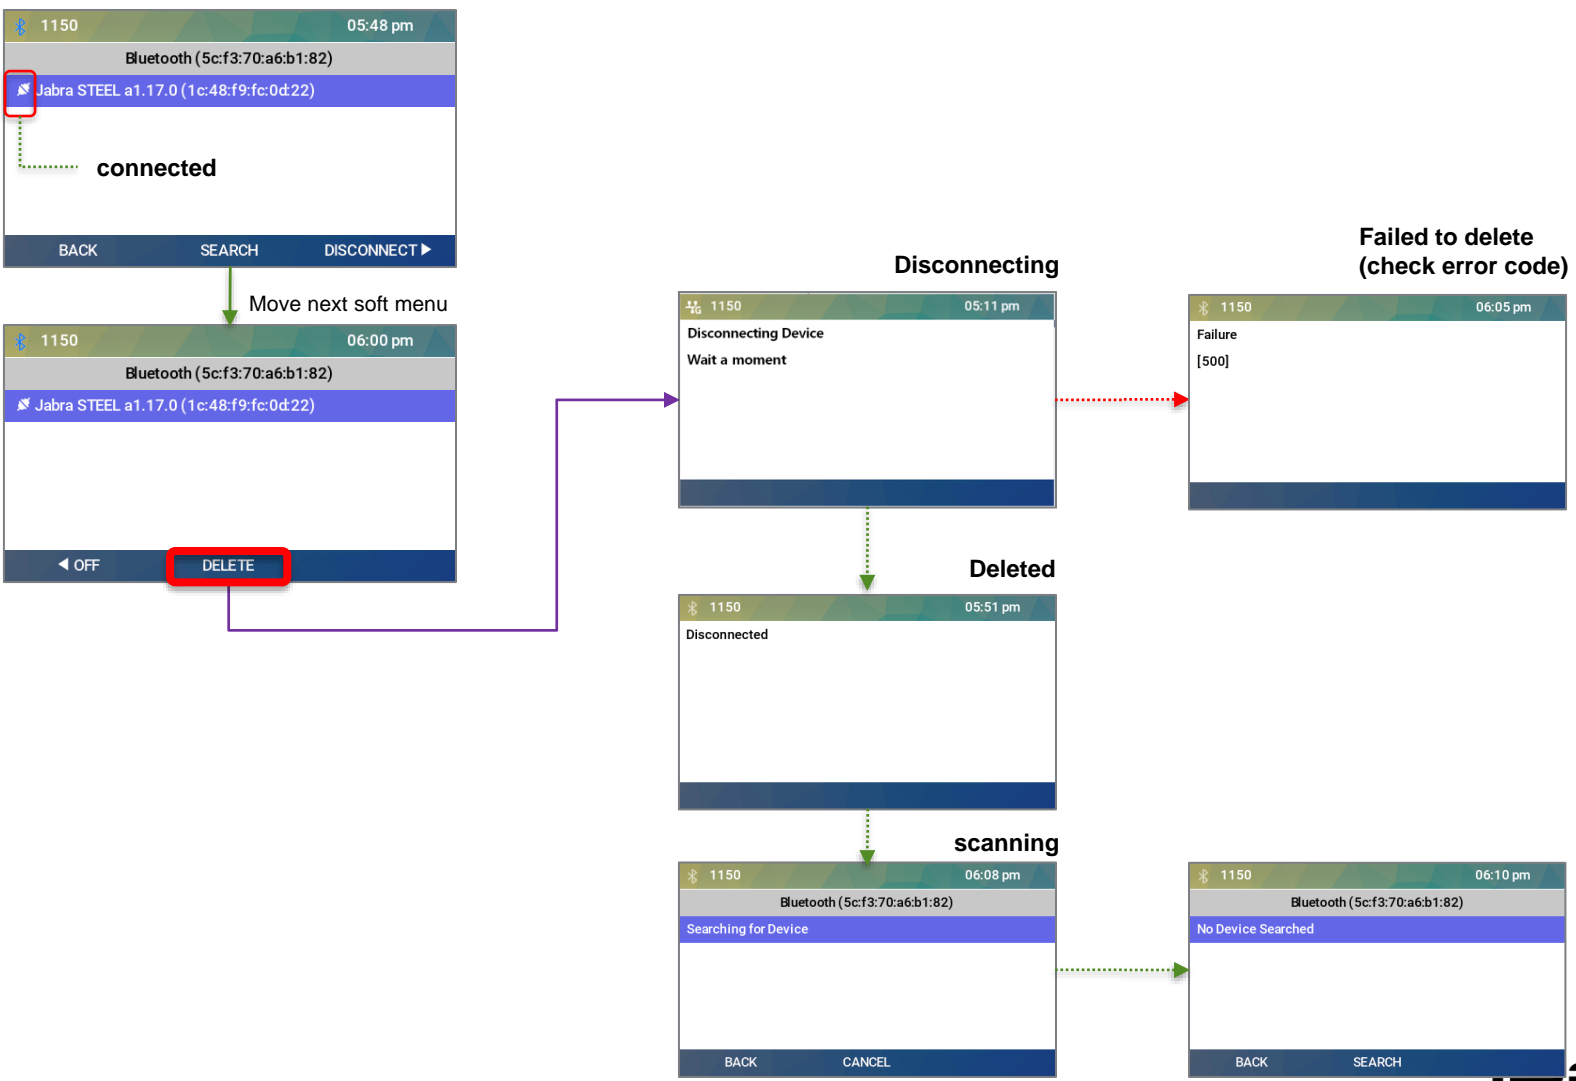 1150 05:48 pm
Bluetooth (5c:f3:70:a6:b1:82)
Jabra STEEL a1.17.0 (1c:48:f9:fc:0d:22)
connected
BACK SEARCH DISCONNECT
Move next soft menu
1150 06:00 pm
Bluetooth (5c:f3:70:a6:b1:82)
Jabra STEEL a1.17.0 (1c:48:f9:fc:0d:22)
OFF DELETE
Disconnecting
1150 05:11 pm
Disconnecting Device
Wait a moment
Failed to delete
(check error code)
1150 06:05 pm
Failure
[500]
Deleted
1150 05:51 pm
Disconnected
scanning
1150 06:08 pm
Bluetooth (5c:f3:70:a6:b1:82)
Searching for Device
BACK CANCEL
1150 06:10 pm
Bluetooth (5c:f3:70:a6:b1:82)
No Device Searched
BACK SEARCH